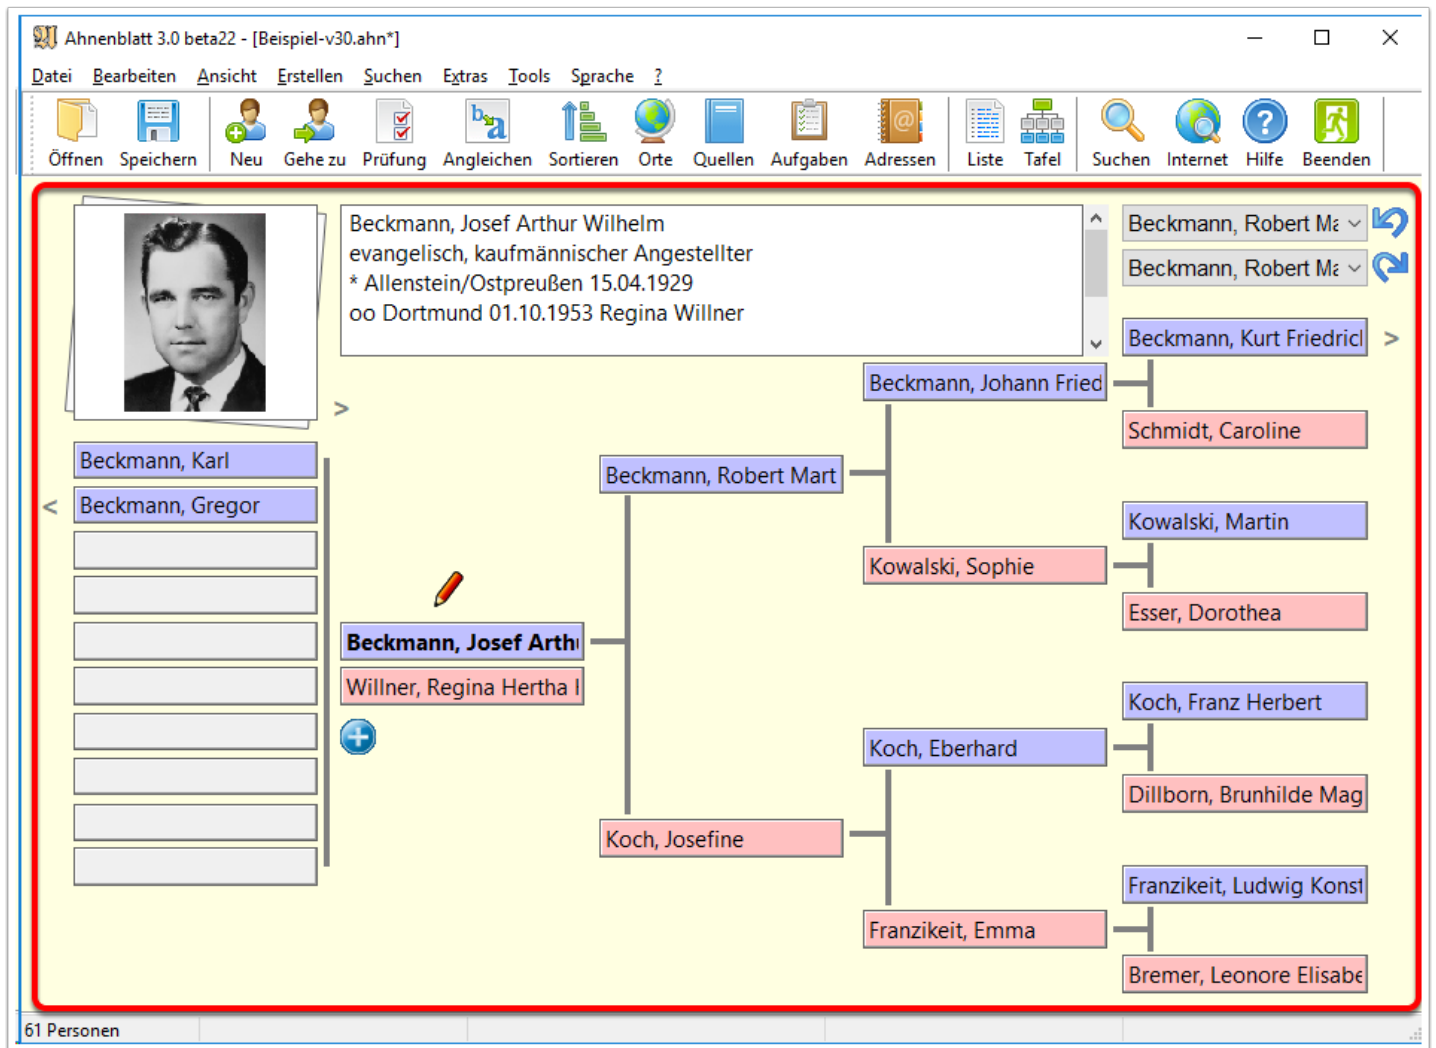 Ahnenblatt 3.0 beta22 - [Beispiel-v30.ahn*]
Datei Bearbeiten Ansicht Erstellen Suchen Extras Tools Sprache ?
Öffnen Speichern Neu Gehe zu Prüfung Angleichen Sortieren Orte Quellen Aufgaben Adressen Liste Tafel Suchen Internet Hilfe Beenden
Beckmann, Josef Arthur Wilhelm
evangelisch, kaufmännischer Angestellter
* Allenstein/Ostpreußen 15.04.1929
oo Dortmund 01.10.1953 Regina Willner
Beckmann, Robert Ma
Beckmann, Robert Ma
Beckmann, Kurt Friedric
>
Beckmann, Johann Fried
>
Schmidt, Caroline
Beckmann, Karl
Beckmann, Robert Mart
<
Beckmann, Gregor
Kowalski, Martin
Kowalski, Sophie
Esser, Dorothea
Beckmann, Josef Arth
Willner, Regina Hertha
Koch, Franz Herbert
Koch, Eberhard
Dillborn, Brunhilde Mag
Koch, Josefine
Franzikeit, Ludwig Konst
Franzikeit, Emma
Bremer, Leonore Elisabe
61 Personen